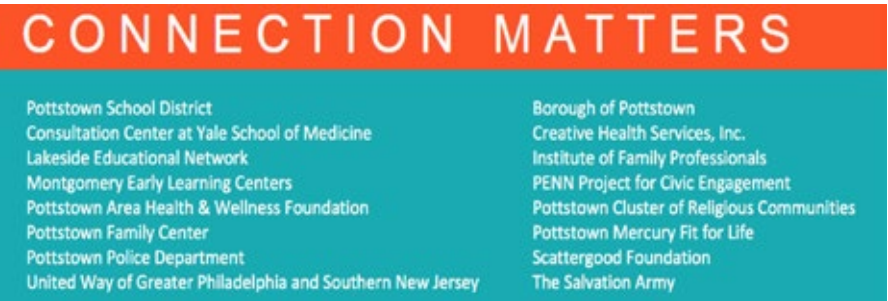 CONNECTION MATTERS
Pottstown School District
Consultation Center at Yale School of Medicine
Lakeside Educational Network
Montgomery Early Learning Centers
Pottstown Area Health & Wellness Foundation
Pottstown Family Center
Pottstown Police Department
United Way of Greater Philadelphia and Southern New Jersey
Borough of Pottstown
Creative Health Services, Inc.
Institute of Family Professionals
PENN Project for Civic Engagement
Pottstown Cluster of Religious Communities
Pottstown Mercury Fit for Life
Scattergood Foundation
The Salvation Army